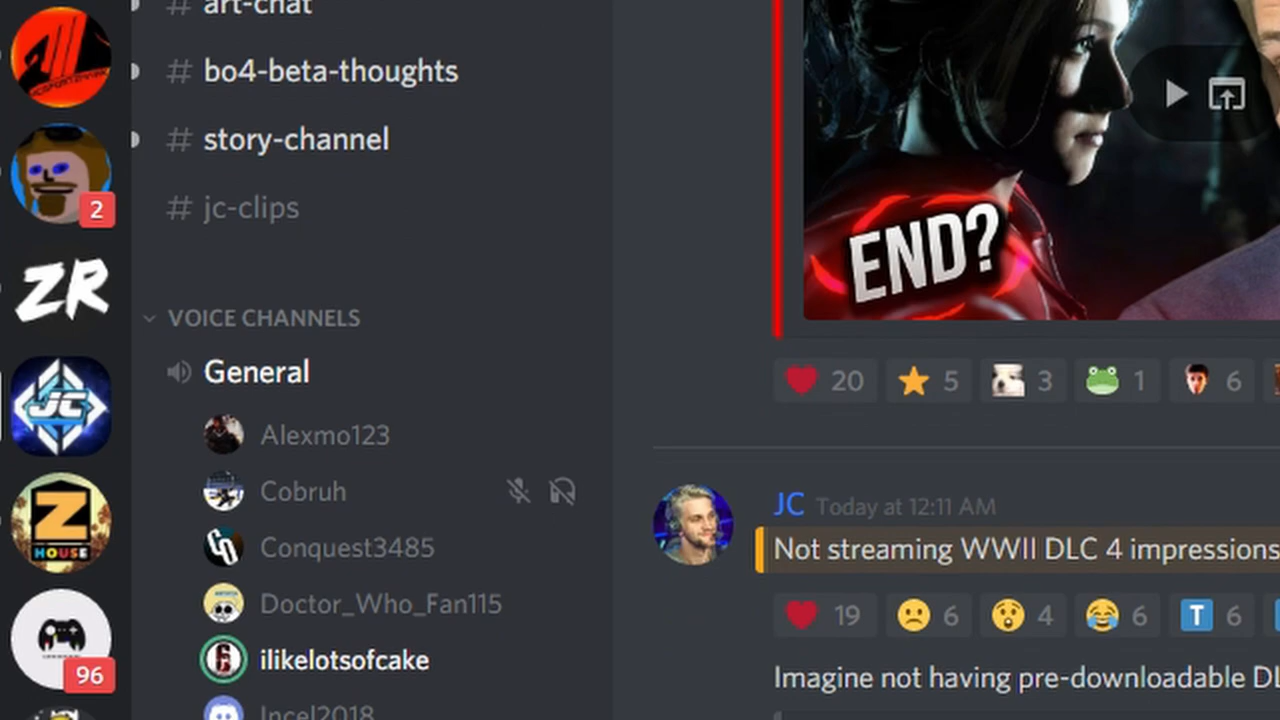 # art-chat
# bo4-beta-thoughts
# story-channel
# jc-clips
2
ZR
VOICE CHANNELS
General
Alexmo123
Cobruh
Conquest3485
Doctor_Who_Fan115
ilikelotsofcake
Incel2018
JC
Z
HOUSE
96
END?
20
5
3
1
6
JC Today at 12:11 AM
Not streaming WWII DLC 4 impressions
19
6
4
6
T 6
Imagine not having pre-downloadable DL